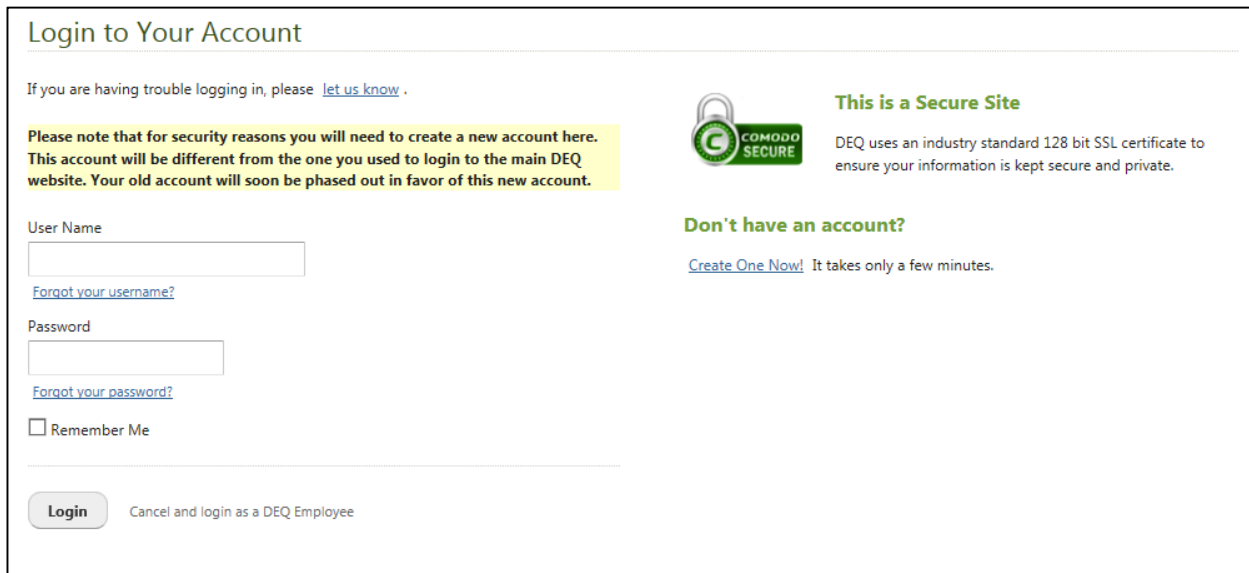 Login to Your Account
If you are having trouble logging in, please let us know .
Please note that for security reasons you will need to create a new account here.
This account will be different from the one you used to login to the main DEQ
website. Your old account will soon be phased out in favor of this new account.
User Name
Forgot your username?
Password
Forgot your password?
Remember Me
Login
Cancel and login as a DEQ Employee
C COMODO
SECURE
This is a Secure Site
DEQ uses an industry standard 128 bit SSL certificate to
ensure your information is kept secure and private.
Don't have an account?
Create One Now! It takes only a few minutes.